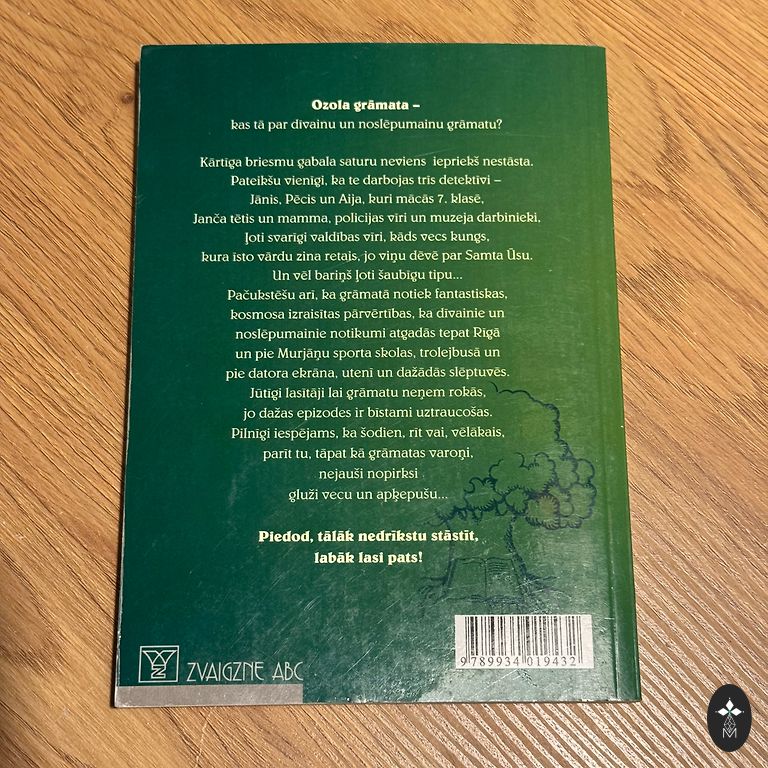 Ozola grāmata –
kas tā par dīvainu un noslēpumainu grāmatu?
Kārtīga briesmu gabala saturu neviens iepriekš nestāsta.
Pateikšu vienīgi, ka te darbojas trīs detektīvi –
Jānis, Pēcis un Aija, kuri mācās 7. klasē,
Janča tētis un mamma, policijas vīri un muzeja darbinieki,
ļoti svarīgi valdības vīri, kāds vecs kungs,
kura īsto vārdu zina retais, jo viņu dēvē par Samta Ūsu.
Un vēl bariņš ļoti šaubīgu tipu...
Pačukstēšu arī, ka grāmatā notiek fantastiskas,
kosmosa izraisītas pārvērtības, ka dīvainie un
noslēpumainie notikumi atgadās tepat Rīgā
un pie Murjāņu sporta skolas, trolejbusā un
pie datora ekrāna, utenī un dažādās slēptuvēs.
Jūtīgi lasītāji lai grāmatu neņem rokās,
jo dažas epizodes ir bīstami uztraucošas.
Pilnīgi iespējams, ka šodien, rīt vai, vēlākais,
parīt tu, tāpat kā grāmatas varoņi,
nejauši nopirksi
gluži vecu un apķepušu...
Piedod, tālāk nedrīkstu stāstīt,
labāk lasi pats!
9 789934 019432
ZVAIGZNE ABC